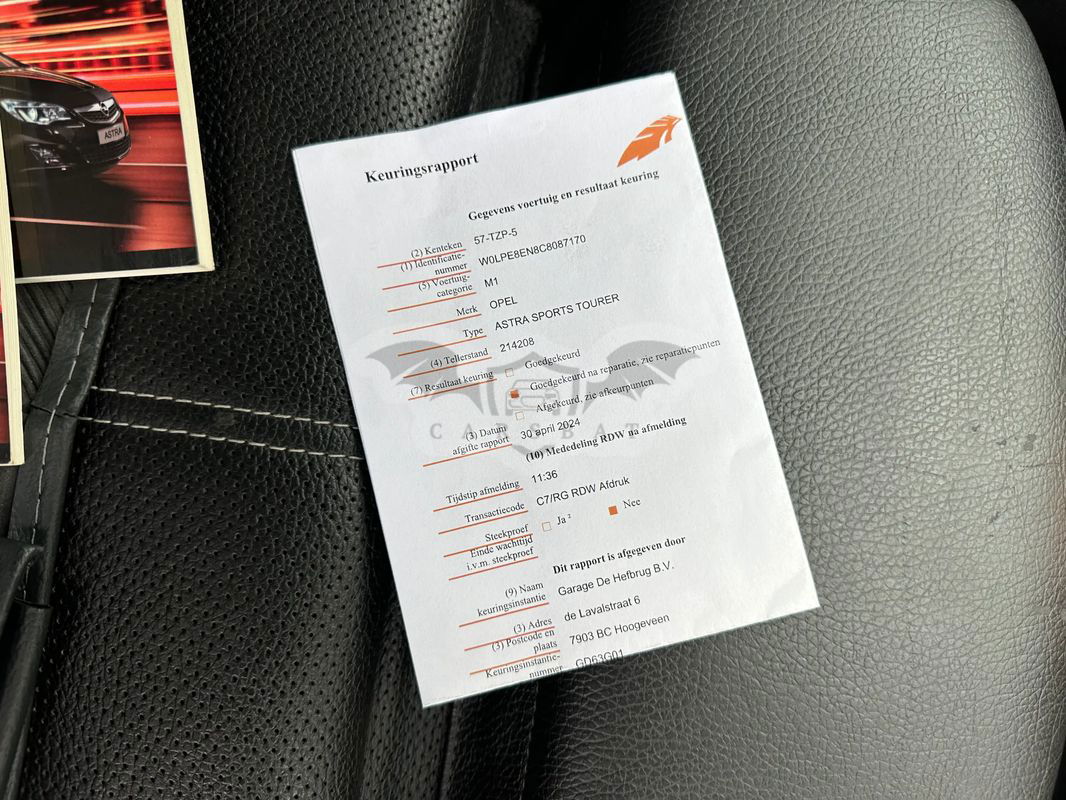 ASTRA
Keuringsrapport
Gegevens voertuig en resultaat keuring
(2) Kenteken 57-TZP-5
(1) Identificatie-
nummer W0LPE8EN8C8087170
(5) Voertuig-
categorie M1
Merk OPEL
Type ASTRA SPORTS TOURER
(4) Tellerstand 214208
(7) Resultaat keuring Goedgekeurd
Goedgekeurd na reparatie, zie reparatiepunten
Afgekeurd, zie afkeurpunten
CARSBAT
(3) Datum
afgifte rapport 30 april 2024
(10) Mededeling RDW na afmelding
Tijdstip afmelding 11:36
Transactiecode C7/RG RDW Afdruk
Steekproef Ja 2 Nee
Einde wachttijd
i.v.m. steekproef
Dit rapport is afgegeven door
(9) Naam
keuringsinstantie Garage De Hefbrug B.V.
(3) Adres de Lavalstraat 6
(3) Postcode en
plaats 7903 BC Hoogeveen
Keuringsinstantie-
nummer GD63G01